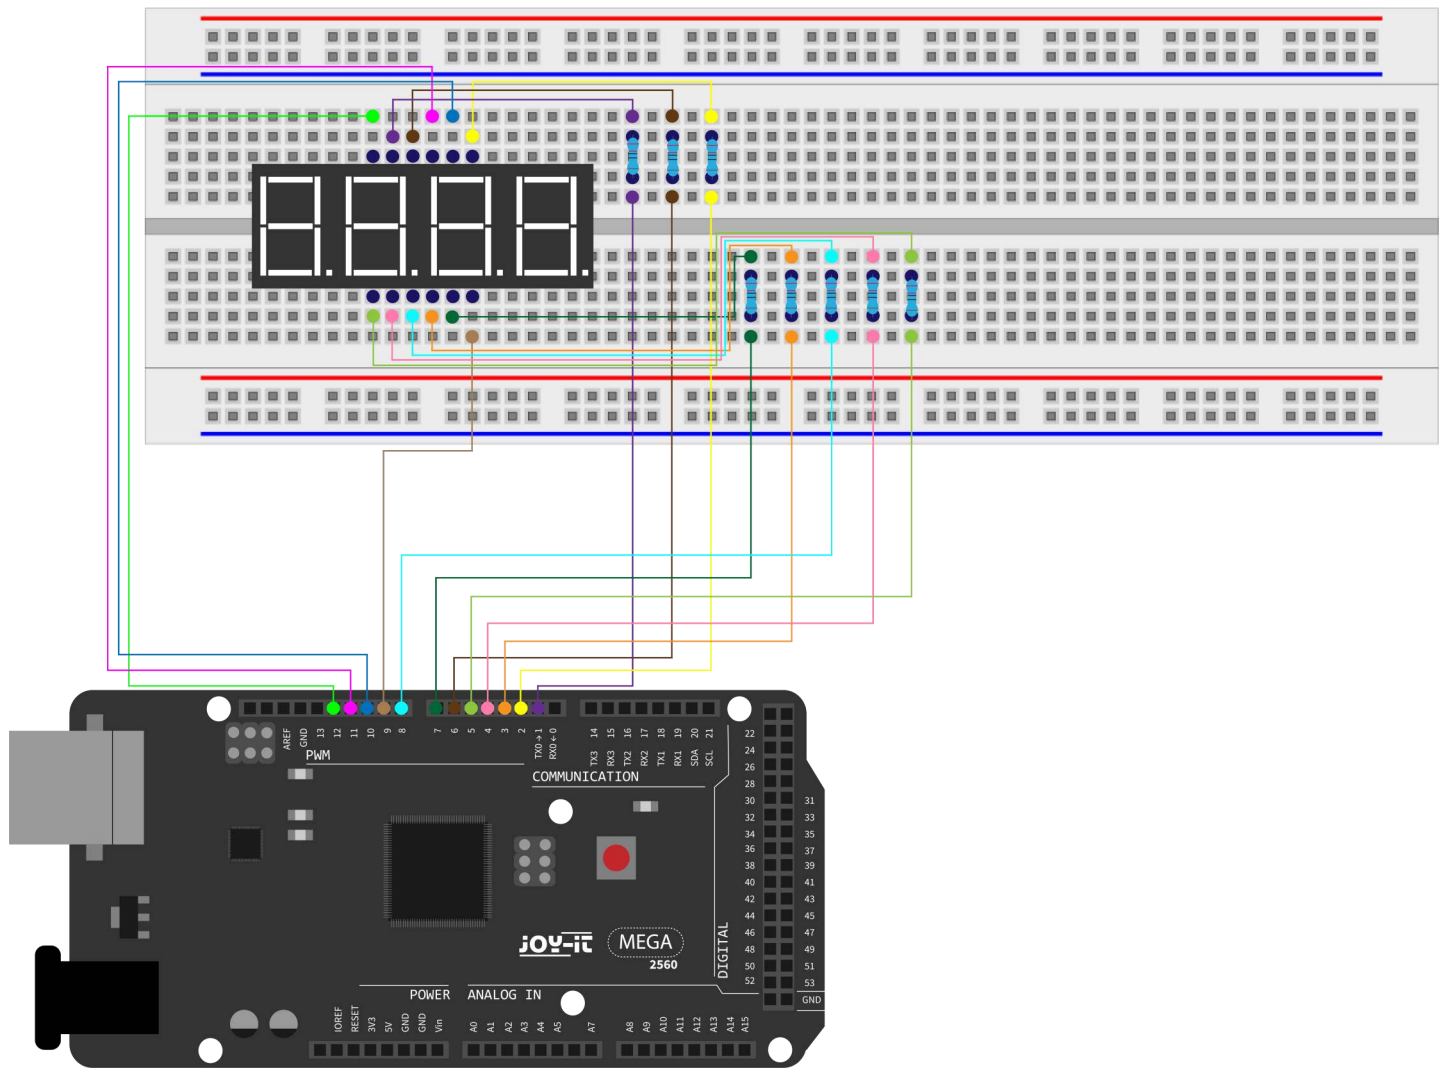 AREF
GND
13
12
11
10
9
8
7
6
5
4
3
2
TX0→1
RX0←0
TX3 14
RX3 15
TX2 16
RX2 17
TX1 18
RX1 19
SDA 20
SCL 21
PWM
COMMUNICATION
22
24
26
28
30 31
32 33
34 35
36 37
38 39
40 41
42 43
44 45
46 47
48 49
50 51
52 53
GND
DIGITAL
JOY-IT MEGA
2560
POWER ANALOG IN
IOREF
RESET
3V3
5V
GND
GND
Vin
A0
A1
A2
A3
A4
A5
A7
A8
A9
A10
A11
A12
A13
A14
A15